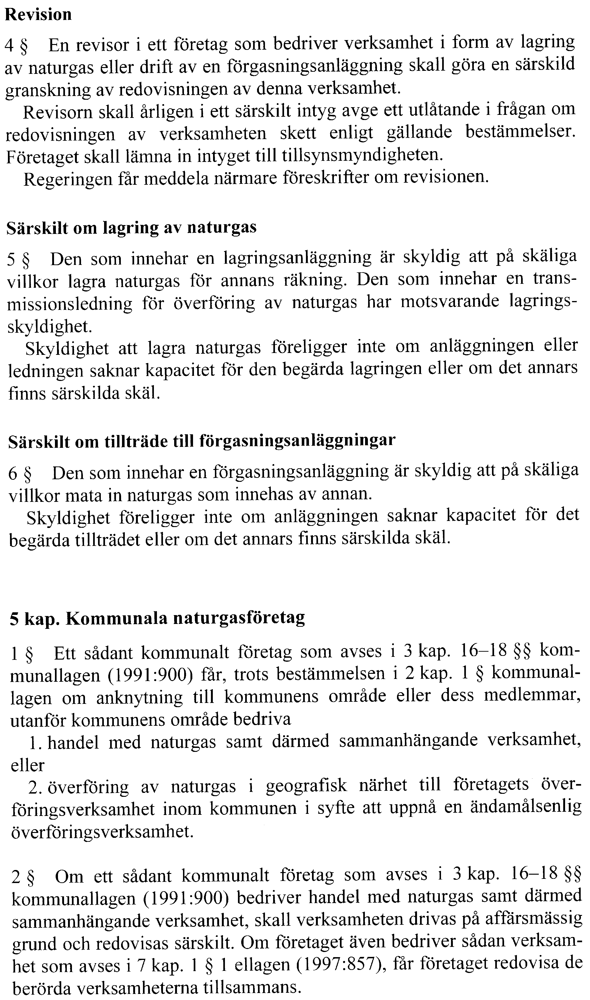 Revision
4 § En revisor i ett företag som bedriver verksamhet i form av lagring
av naturgas eller drift av en förgasningsanläggning skall göra en särskild
granskning av redovisningen av denna verksamhet.
Revisorn skall årligen i ett särskilt intyg avge ett utlåtande i frågan om
redovisningen av verksamheten skett enligt gällande bestämmelser.
Företaget skall lämna in intyget till tillsynsmyndigheten.
Regeringen får meddela närmare föreskrifter om revisionen.
Särskilt om lagring av naturgas
5 § Den som innehar en lagringsanläggning är skyldig att på skäliga
villkor lagra naturgas för annans räkning. Den som innehar en trans-
missionsledning för överföring av naturgas har motsvarande lagrings-
skyldighet.
Skyldighet att lagra naturgas föreligger inte om anläggningen eller
ledningen saknar kapacitet för den begärda lagringen eller om det annars
finns särskilda skäl.
Särskilt om tillträde till förgasningsanläggningar
6 § Den som innehar en förgasningsanläggning är skyldig att på skäliga
villkor mata in naturgas som innehas av annan.
Skyldighet föreligger inte om anläggningen saknar kapacitet för det
begärda tillträdet eller om det annars finns särskilda skäl.
5 kap. Kommunala naturgasföretag
1 § Ett sådant kommunalt företag som avses i 3 kap. 16–18 §§ kom-
munallagen (1991:900) får, trots bestämmelsen i 2 kap. 1 § kommunal-
lagen om anknytning till kommunens område eller dess medlemmar,
utanför kommunens område bedriva
1. handel med naturgas samt därmed sammanhängande verksamhet,
eller
2. överföring av naturgas i geografisk närhet till företagets över-
föringsverksamhet inom kommunen i syfte att uppnå en ändamålsenlig
överföringsverksamhet.
2 § Om ett sådant kommunalt företag som avses i 3 kap. 16–18 §§
kommunallagen (1991:900) bedriver handel med naturgas samt därmed
sammanhängande verksamhet, skall verksamheten drivas på affärsmässig
grund och redovisas särskilt. Om företaget även bedriver sådan verksam-
het som avses i 7 kap. 1 § 1 ellagen (1997:857), får företaget redovisa de
berörda verksamheterna tillsammans.